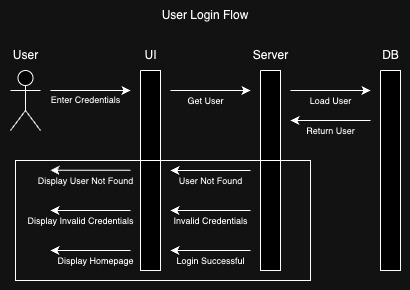 User Login Flow
User UI Server DB
Enter Credentials Get User Load User
Return User
Display User Not Found User Not Found
Display Invalid Credentials Invalid Credentials
Display Homepage Login Successful